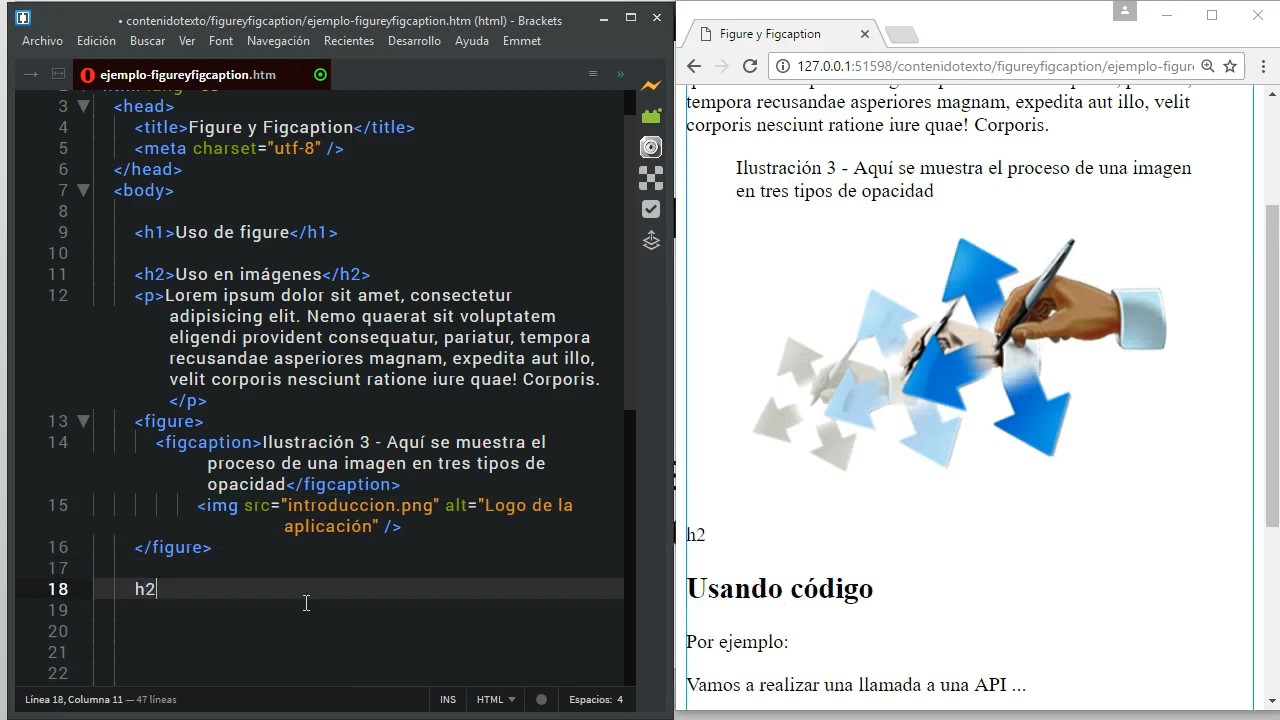 • contenidotexto/figureyfigcaption/ejemplo-figureyfigcaption.htm (html) - Brackets
Archivo Edición Buscar Ver Font Navegación Recientes Desarrollo Ayuda Emmet
ejemplo-figureyfigcaption.htm
3 <head>
4 <title>Figure y Figcaption</title>
5 <meta charset="utf-8" />
6 </head>
7 <body>
8
9 <h1>Uso de figure</h1>
10
11 <h2>Uso en imágenes</h2>
12 <p>Lorem ipsum dolor sit amet, consectetur
adipisicing elit. Nemo quaerat sit voluptatem
eligendi provident consequatur, pariatur, tempora
recusandae asperiores magnam, expedita aut illo,
velit corporis nesciunt ratione iure quae! Corporis.
</p>
13 <figure>
14 <figcaption>Ilustración 3 - Aquí se muestra el
proceso de una imagen en tres tipos de
opacidad</figcaption>
15 <img src="introduccion.png" alt="Logo de la
aplicación" />
16 </figure>
17
18 h2
19
20
21
22
Línea 18, Columna 11 — 47 líneas
INS HTML Espacios: 4
Figure y Figcaption
127.0.0.1:51598/contenidotexto/figureyfigcaption/ejemplo-figur
tempora recusandae asperiores magnam, expedita aut illo, velit
corporis nesciunt ratione iure quae! Corporis.
Ilustración 3 - Aquí se muestra el proceso de una imagen
en tres tipos de opacidad
h2
Usando código
Por ejemplo:
Vamos a realizar una llamada a una API ...